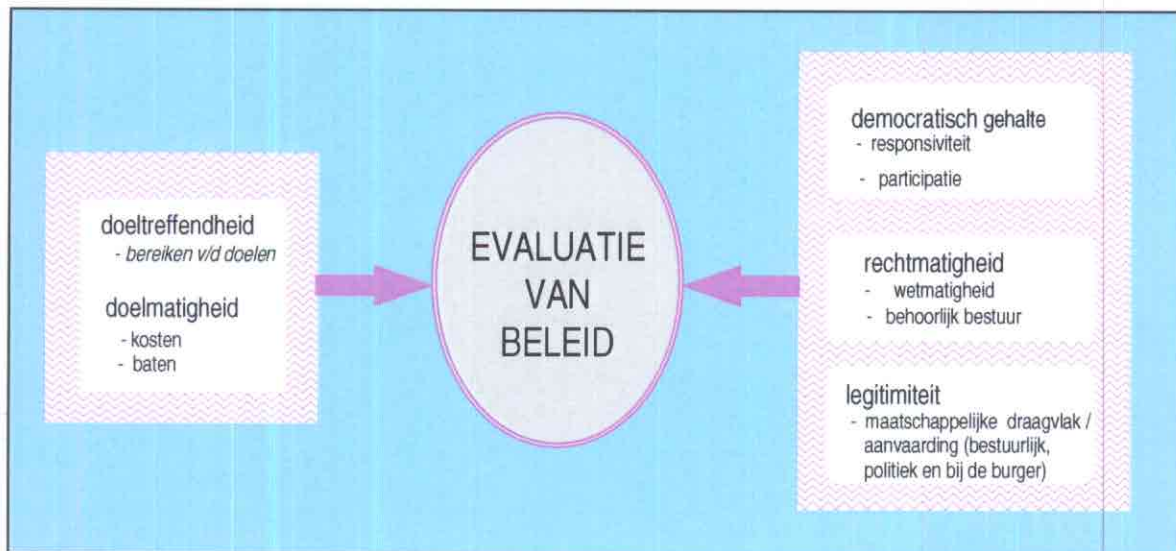 doeltreffendheid
- bereiken v/d doelen
doelmatigheid
- kosten
- baten
EVALUATIE
VAN
BELEID
democratisch gehalte
- responsiviteit
- participatie
rechtmatigheid
- wetmatigheid
- behoorlijk bestuur
legitimiteit
- maatschappelijke draagvlak /
aanvaarding (bestuurlijk,
politiek en bij de burger)